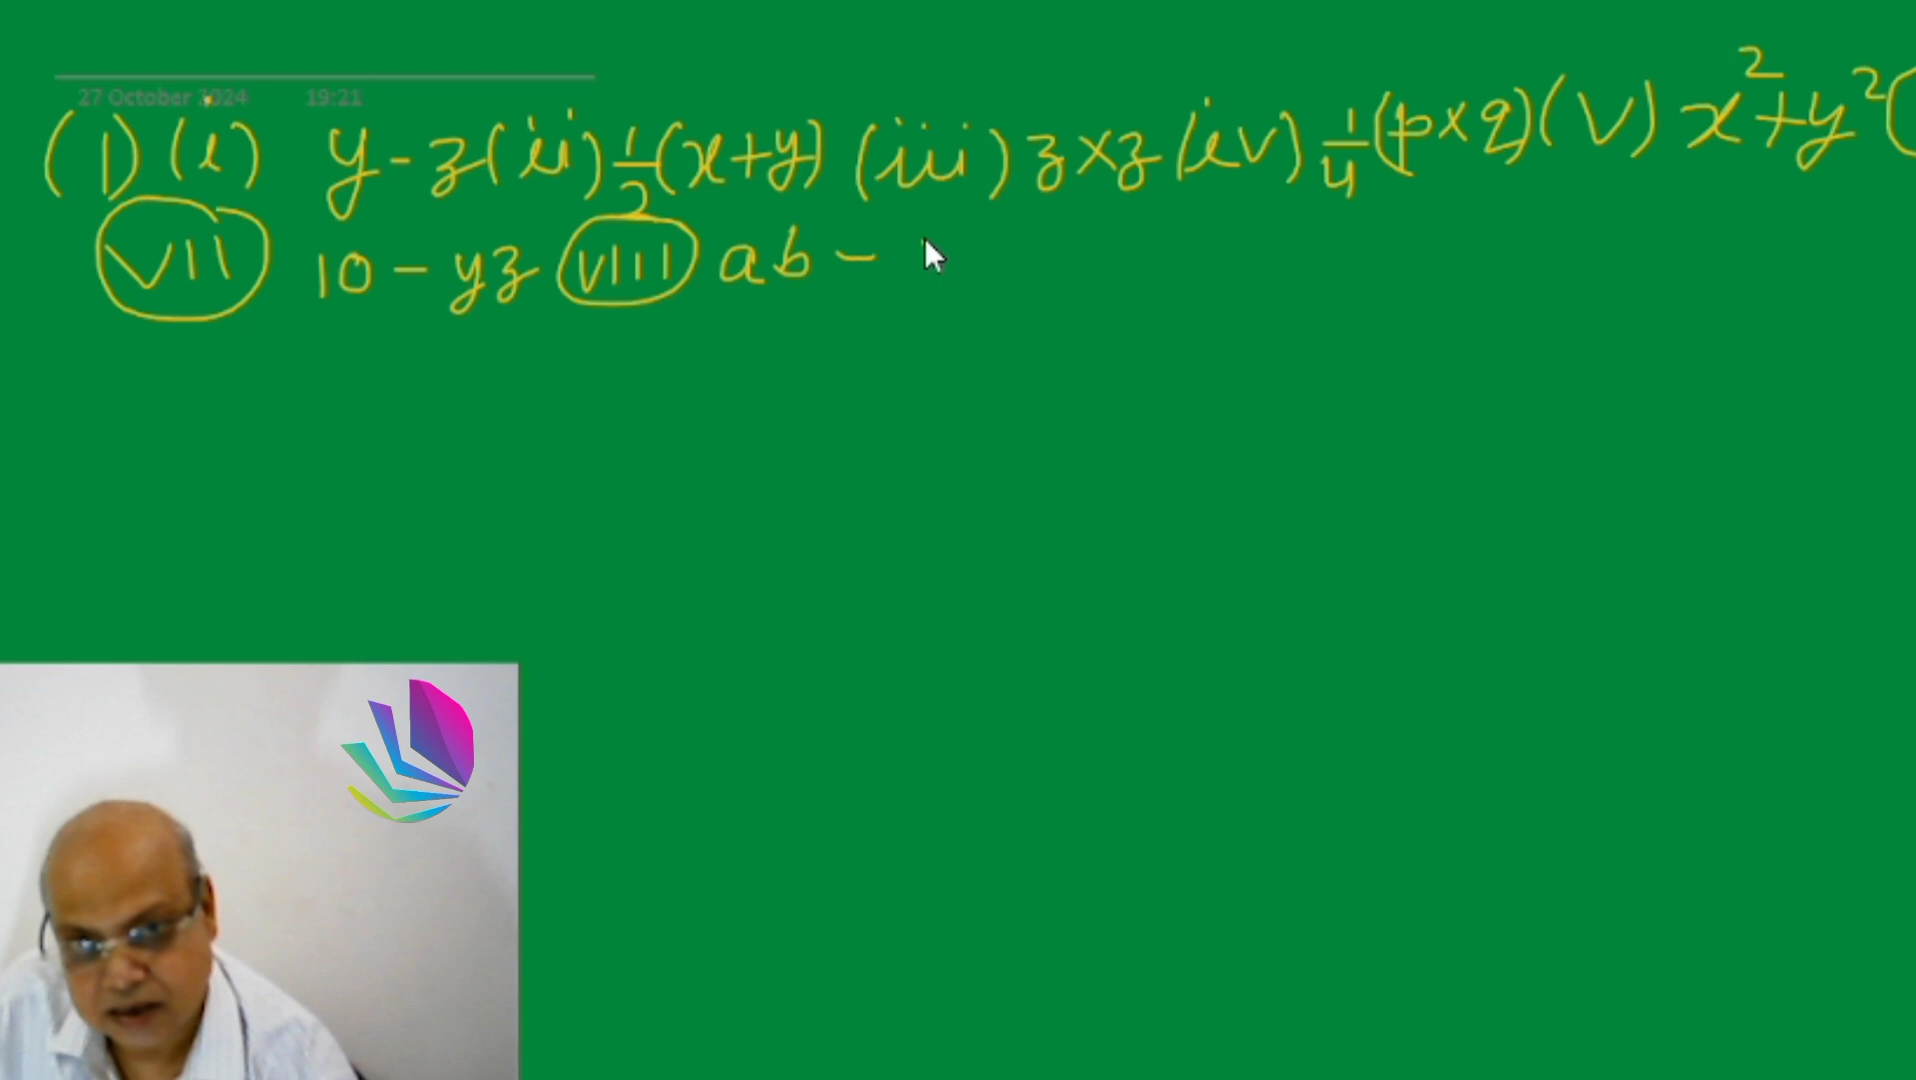 27 October 2024 19:21
(1) (i) y - z (ii) 1/2 (x+y) (iii) z × z (iv) 1/4 (p×q) (v) x² + y² (
VII 10 - yz VIII ab -